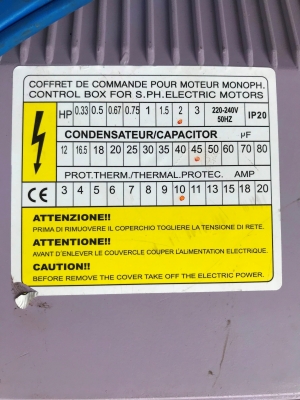 COFFRET DE COMMANDE POUR MOTEUR MONOPH.
CONTROL BOX FOR S.PH.ELECTRIC MOTORS
HP 0.33 0.5 0.67 0.75 1 1.5 2 3 220-240V 50HZ IP20
CONDENSATEUR/CAPACITOR µF
12 16.5 18 20 25 30 35 40 45 50 60 70 80
PROT.THERM./THERMAL.PROTEC. AMP
CE 3 4 5 6 7 8 9 10 11 14 16 18 20
ATTENZIONE!!
PRIMA DI RIMUOVERE IL COPERCHIO TOGLIERE LA TENSIONE DI RETE.
ATTENTIONE!!
AVANT D'ENLEVER LE COUVERCLE COUPER L'ALIMENTATION ELECTRIQUE.
CAUTION!!
BEFORE REMOVE THE COVER TAKE OFF THE ELECTRIC POWER.